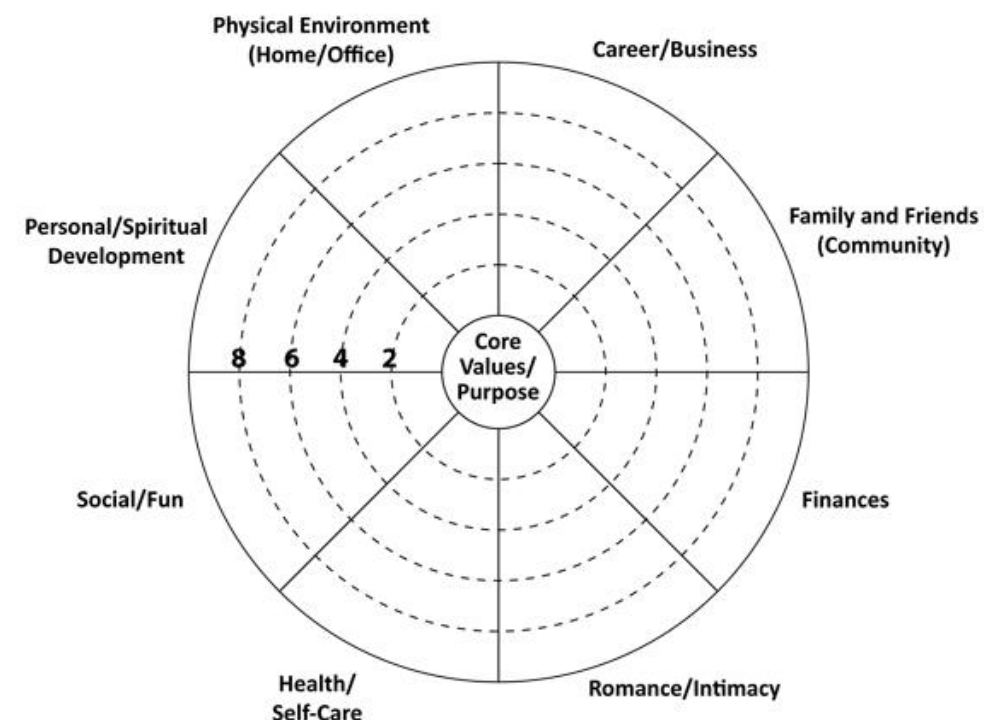 Physical Environment
(Home/Office)
Career/Business
Personal/Spiritual
Development
Family and Friends
(Community)
8 6 4 2
Core
Values/
Purpose
Social/Fun
Finances
Health/
Self-Care
Romance/Intimacy